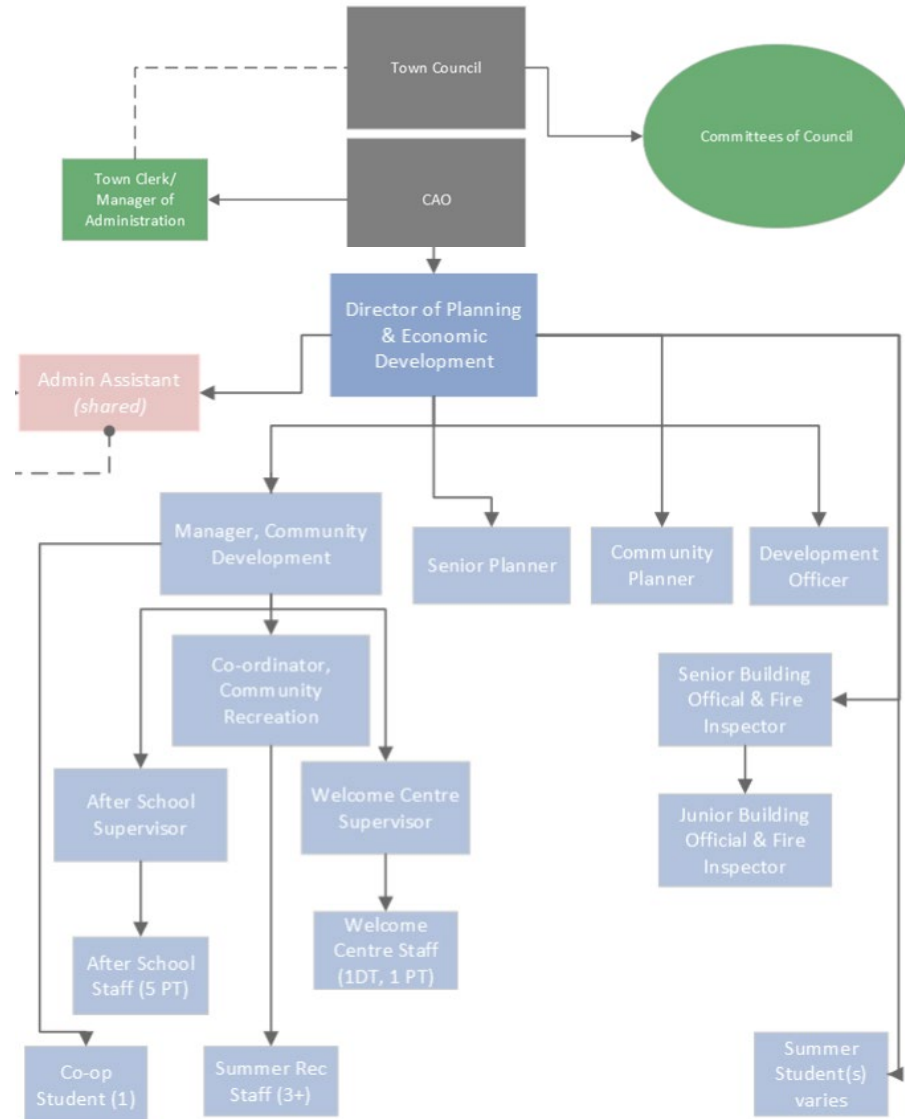 Town Council
Committees of Council
Town Clerk/
Manager of
Administration
CAO
Director of Planning
& Economic
Development
Admin Assistant
(shared)
Manager, Community
Development
Senior Planner
Community
Planner
Development
Officer
Co-ordinator,
Community
Recreation
Senior Building
Offical & Fire
Inspector
After School
Supervisor
Welcome Centre
Supervisor
Junior Building
Official & Fire
Inspector
After School
Staff (5 PT)
Welcome
Centre Staff
(1DT, 1 PT)
Co-op
Student (1)
Summer Rec
Staff (3+)
Summer
Student(s)
varies